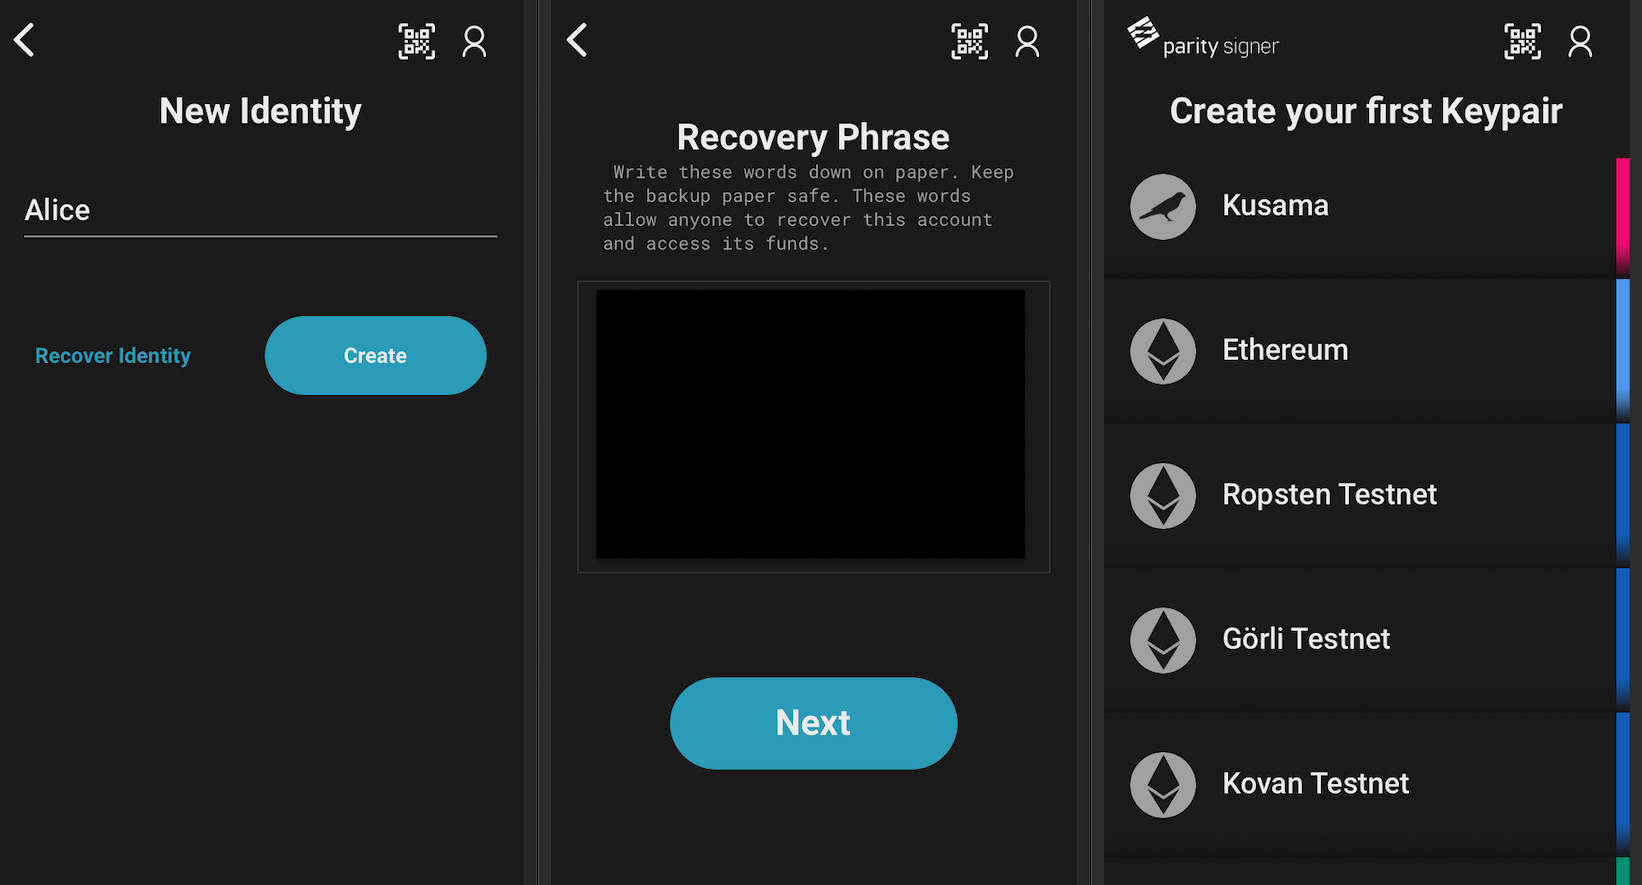 New Identity
Alice
Recover Identity
Create
Recovery Phrase
Write these words down on paper. Keep
the backup paper safe. These words
allow anyone to recover this account
and access its funds.
Next
parity signer
Create your first Keypair
Kusama
Ethereum
Ropsten Testnet
Görli Testnet
Kovan Testnet